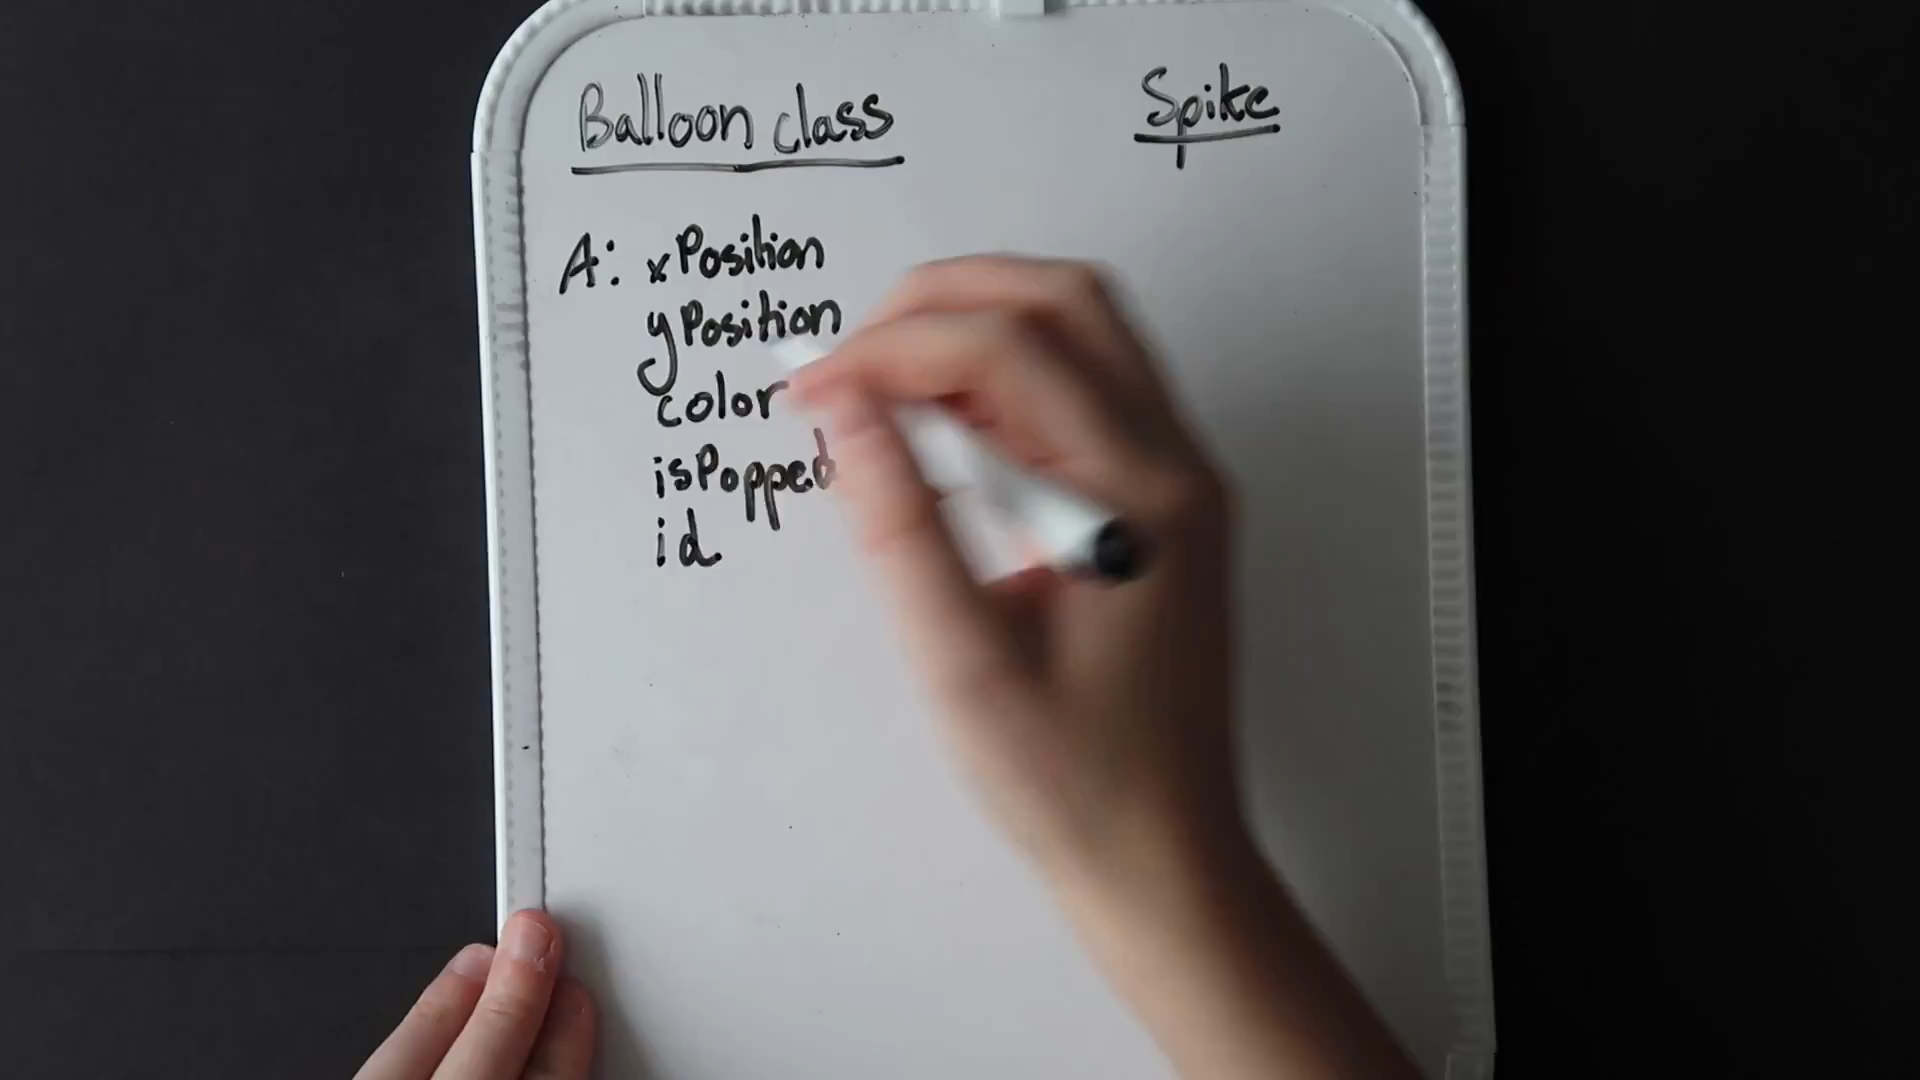 Balloon class
Spike
A: xPosition
yPosition
color
isPopped
id